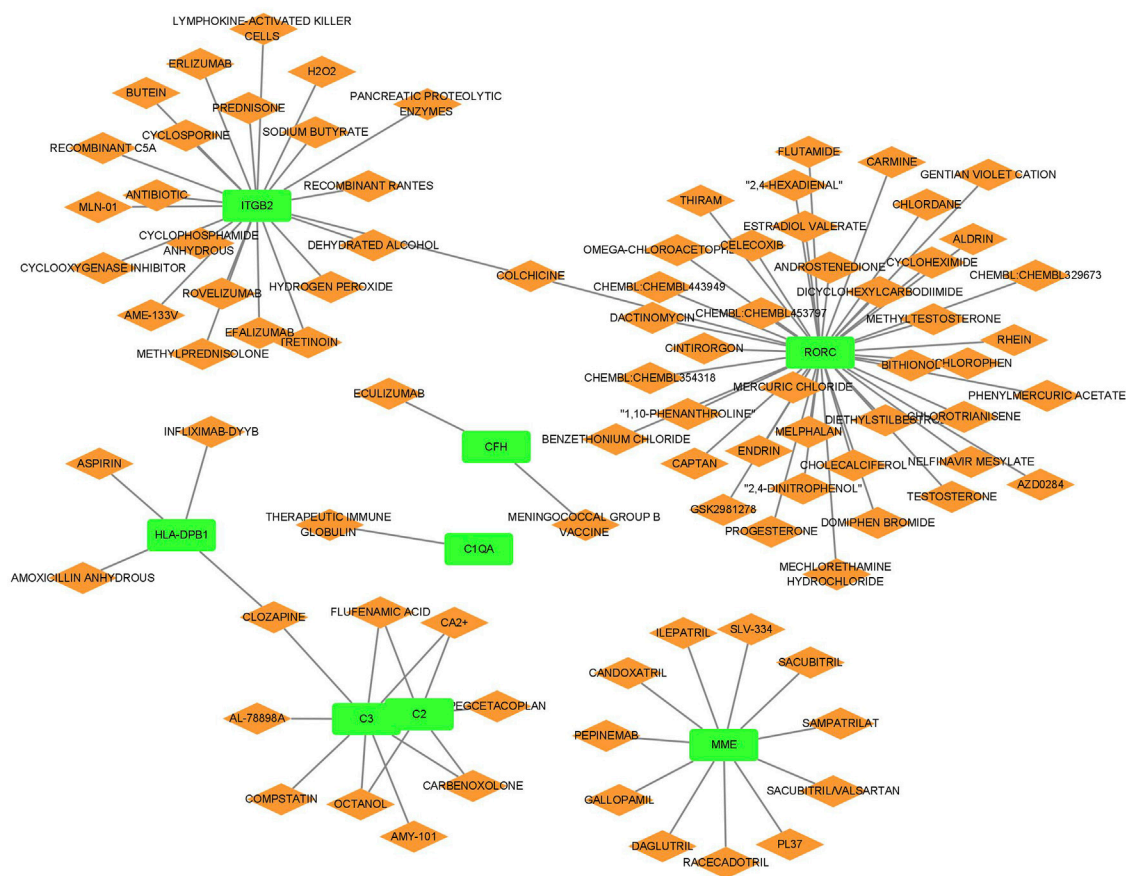 LYMPHOKINE-ACTIVATED KILLER
CELLS
ERLIZUMAB
H2O2
BUTEIN
PREDNISONE
PANCREATIC PROTEOLYTIC
ENZYMES
CYCLOSPORINE
SODIUM BUTYRATE
RECOMBINANT C5A
RECOMBINANT RANTES
ANTIBIOTIC
MLN-01
ITGB2
CYCLOPHOSPHAMIDE
ANHYDROUS
DEHYDRATED ALCOHOL
CYCLOOXYGENASE INHIBITOR
COLCHICINE
ROVELIZUMAB
HYDROGEN PEROXIDE
AME-133V
EFALIZUMAB
TRETINOIN
METHYLPREDNISOLONE
FLUTAMIDE
CARMINE
GENTIAN VIOLET CATION
"2,4-HEXADIENAL"
THIRAM
CHLORDANE
ESTRADIOL VALERATE
ALDRIN
OMEGA-CHLOROACETOPHE
CELECOXIB
CYCLOHEXIMIDE
ANDROSTENEDIONE
CHEMBL:CHEMBL329673
CHEMBL:CHEMBL443949
DICYCLOHEXYLCARBODIIMIDE
DACTINOMYCIN
CHEMBL:CHEMBL453797
METHYLTESTOSTERONE
CINTIRORGON
RORC
RHEIN
BITHIONOL
CHLOROPHEN
CHEMBL:CHEMBL354318
MERCURIC CHLORIDE
PHENYLMERCURIC ACETATE
"1,10-PHENANTHROLINE"
DIETHYLSTILBESTROL
CHLOROTRIANISENE
BENZETHONIUM CHLORIDE
MELPHALAN
ENDRIN
CAPTAN
CHOLECALCIFEROL
NELFINAVIR MESYLATE
AZD0284
"2,4-DINITROPHENOL"
TESTOSTERONE
GSK2981278
PROGESTERONE
DOMIPHEN BROMIDE
MECHLORETHAMINE
HYDROCHLORIDE
ECULIZUMAB
CFH
MENINGOCOCCAL GROUP B
VACCINE
INFLIXIMAB-DYYB
ASPIRIN
HLA-DPB1
AMOXICILLIN ANHYDROUS
THERAPEUTIC IMMUNE
GLOBULIN
C1QA
CLOZAPINE
FLUFENAMIC ACID
CA2+
AL-78898A
C3
C2
PEGCETACOPLAN
COMPSTATIN
OCTANOL
CARBENOXOLONE
AMY-101
ILEPATRIL
SLV-334
CANDOXATRIL
SACUBITRIL
SAMPATRILAT
PEPINEMAB
MME
GALLOPAMIL
SACUBITRIL/VALSARTAN
DAGLUTRIL
RACECADOTRIL
PL37